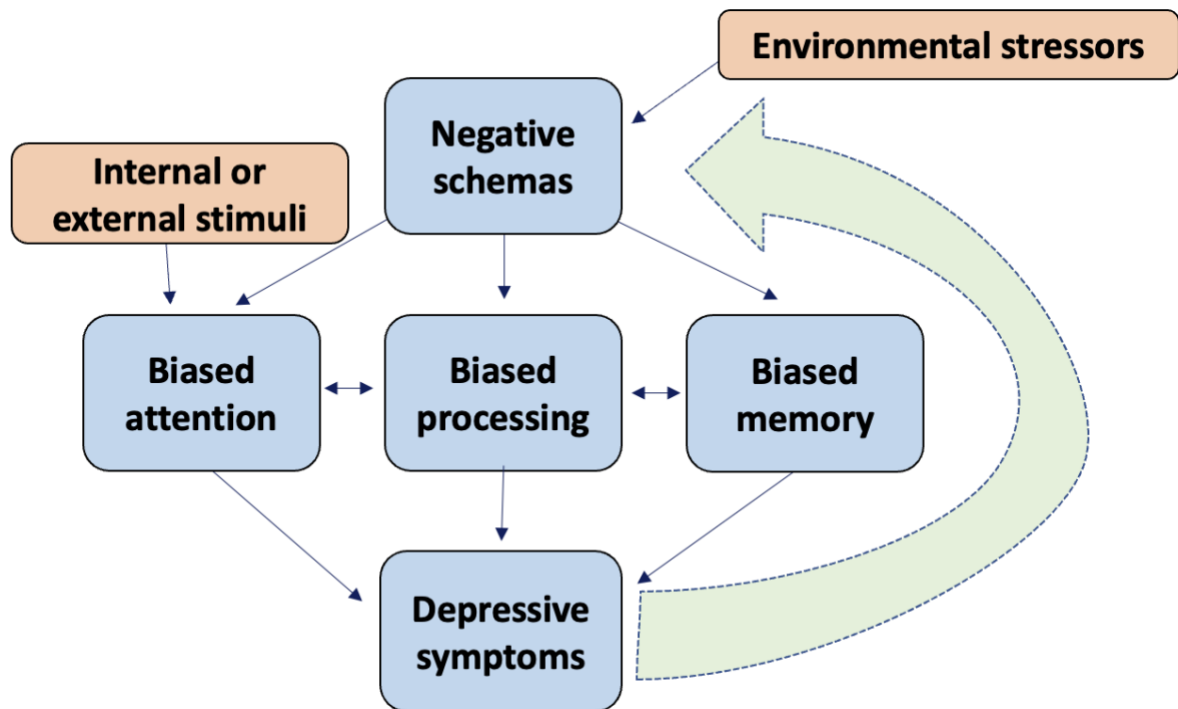 Environmental stressors
Negative
schemas
Internal or
external stimuli
Biased
attention
Biased
processing
Biased
memory
Depressive
symptoms